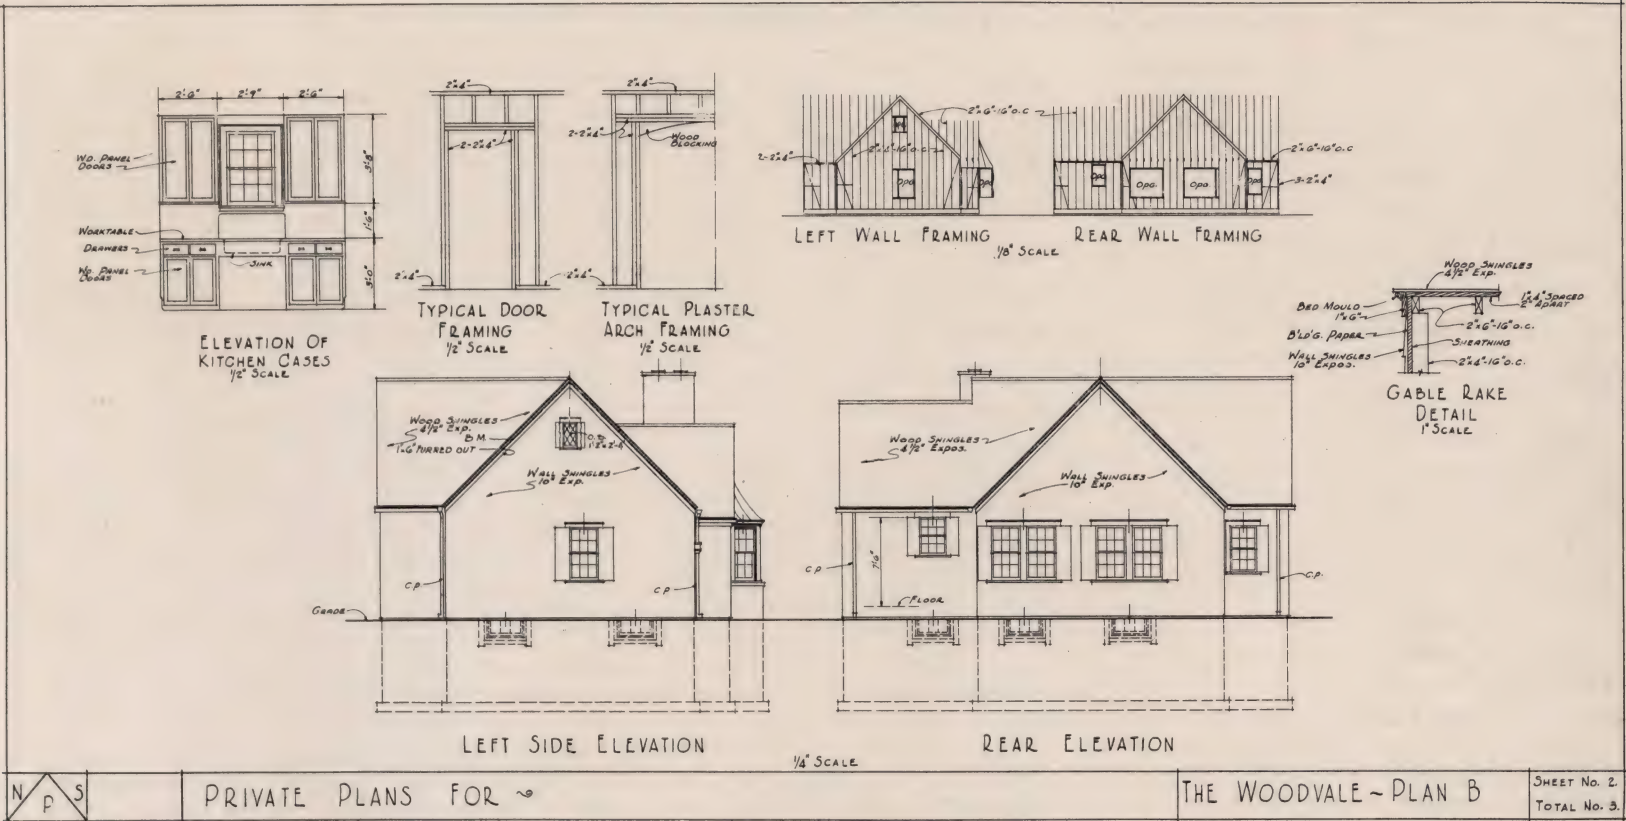 2'-6" 2'-9" 2'-6"
WD. PANEL
DOORS
WORKTABLE
DRAWERS
WD. PANEL
DOORS
SINK
1'-6"
3'-0"
ELEVATION OF
KITCHEN CASES
1/2" SCALE
2"x4"
2-2"x4"
2"x4"
TYPICAL DOOR
FRAMING
1/2" SCALE
2"x4"
2-2"x4"
WOOD
BLOCKING
2"x4"
TYPICAL PLASTER
ARCH FRAMING
1/2" SCALE
2"x6"-16"o.c
2-2"x4"
2"x4"-16"o.c.
OPG
OPG
LEFT WALL FRAMING
2"x6"-16"o.c
3-2"x4"
OPG
OPG.
OPG.
OPG
REAR WALL FRAMING
1/8" SCALE
WOOD SHINGLES
4 1/2" EXP.
BED MOULD
1"x6"
B'LD'G. PAPER
WALL SHINGLES
10" EXPOS.
1"x4" SPACED
2" APART
2"x6"-16"o.c.
SHEATHING
2"x4"-16"o.c.
GABLE RAKE
DETAIL
1" SCALE
WOOD SHINGLES
4 1/2" EXP.
B.M.
1"x6" FURRED OUT
WALL SHINGLES
10" EXP.
C.P.
C.P.
GRADE
LEFT SIDE ELEVATION
WOOD SHINGLES
4 1/2" EXPOS.
WALL SHINGLES
10" EXP.
C.P.
7'-6"
FLOOR
C.P.
REAR ELEVATION
1/4" SCALE
N P S
PRIVATE PLANS FOR ~
THE WOODVALE ~ PLAN B
SHEET No. 2.
TOTAL No. 3.